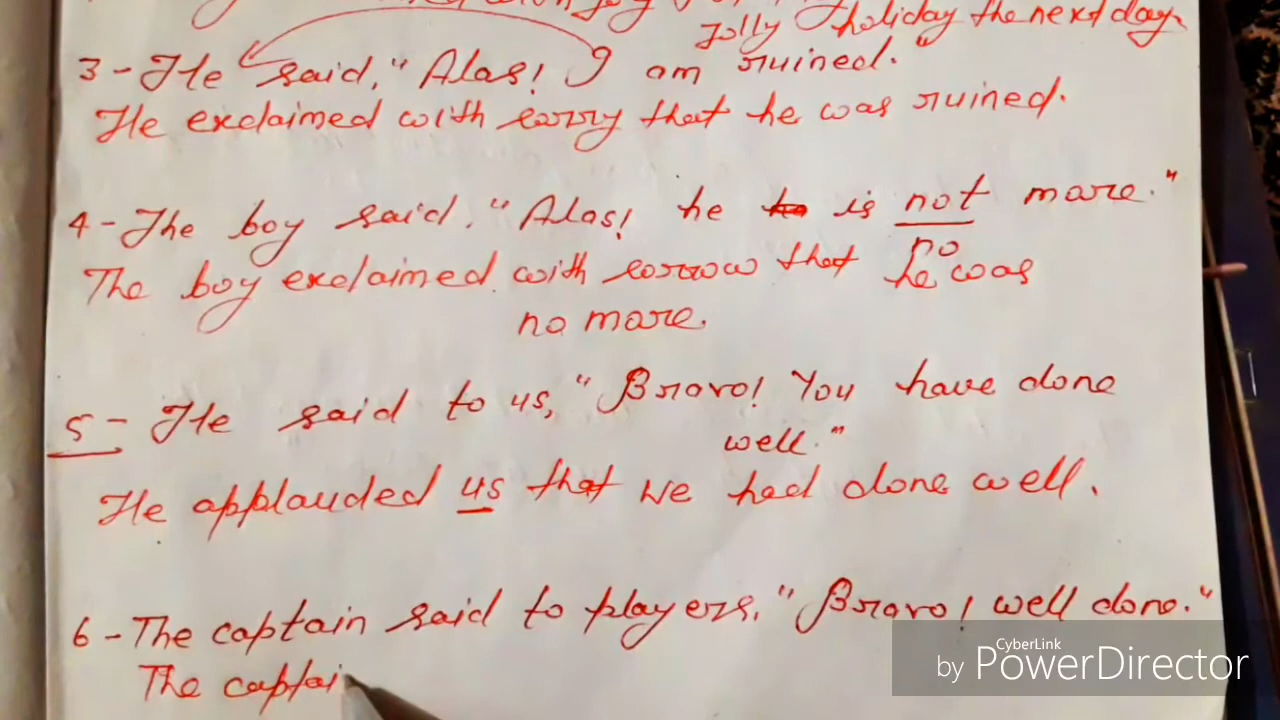 Jolly holiday the next day
3 - He said, "Alas! I am ruined."
He exclaimed with sorry that he was ruined.
4 - The boy said, "Alas! he is not more."
no
The boy exclaimed with sorrow that he was
no more.
5 - He said to us, "Bravo! You have done
well."
He applauded us that we had done well.
6 - The captain said to players, "Bravo! well done."
The captai
CyberLink
by PowerDirector